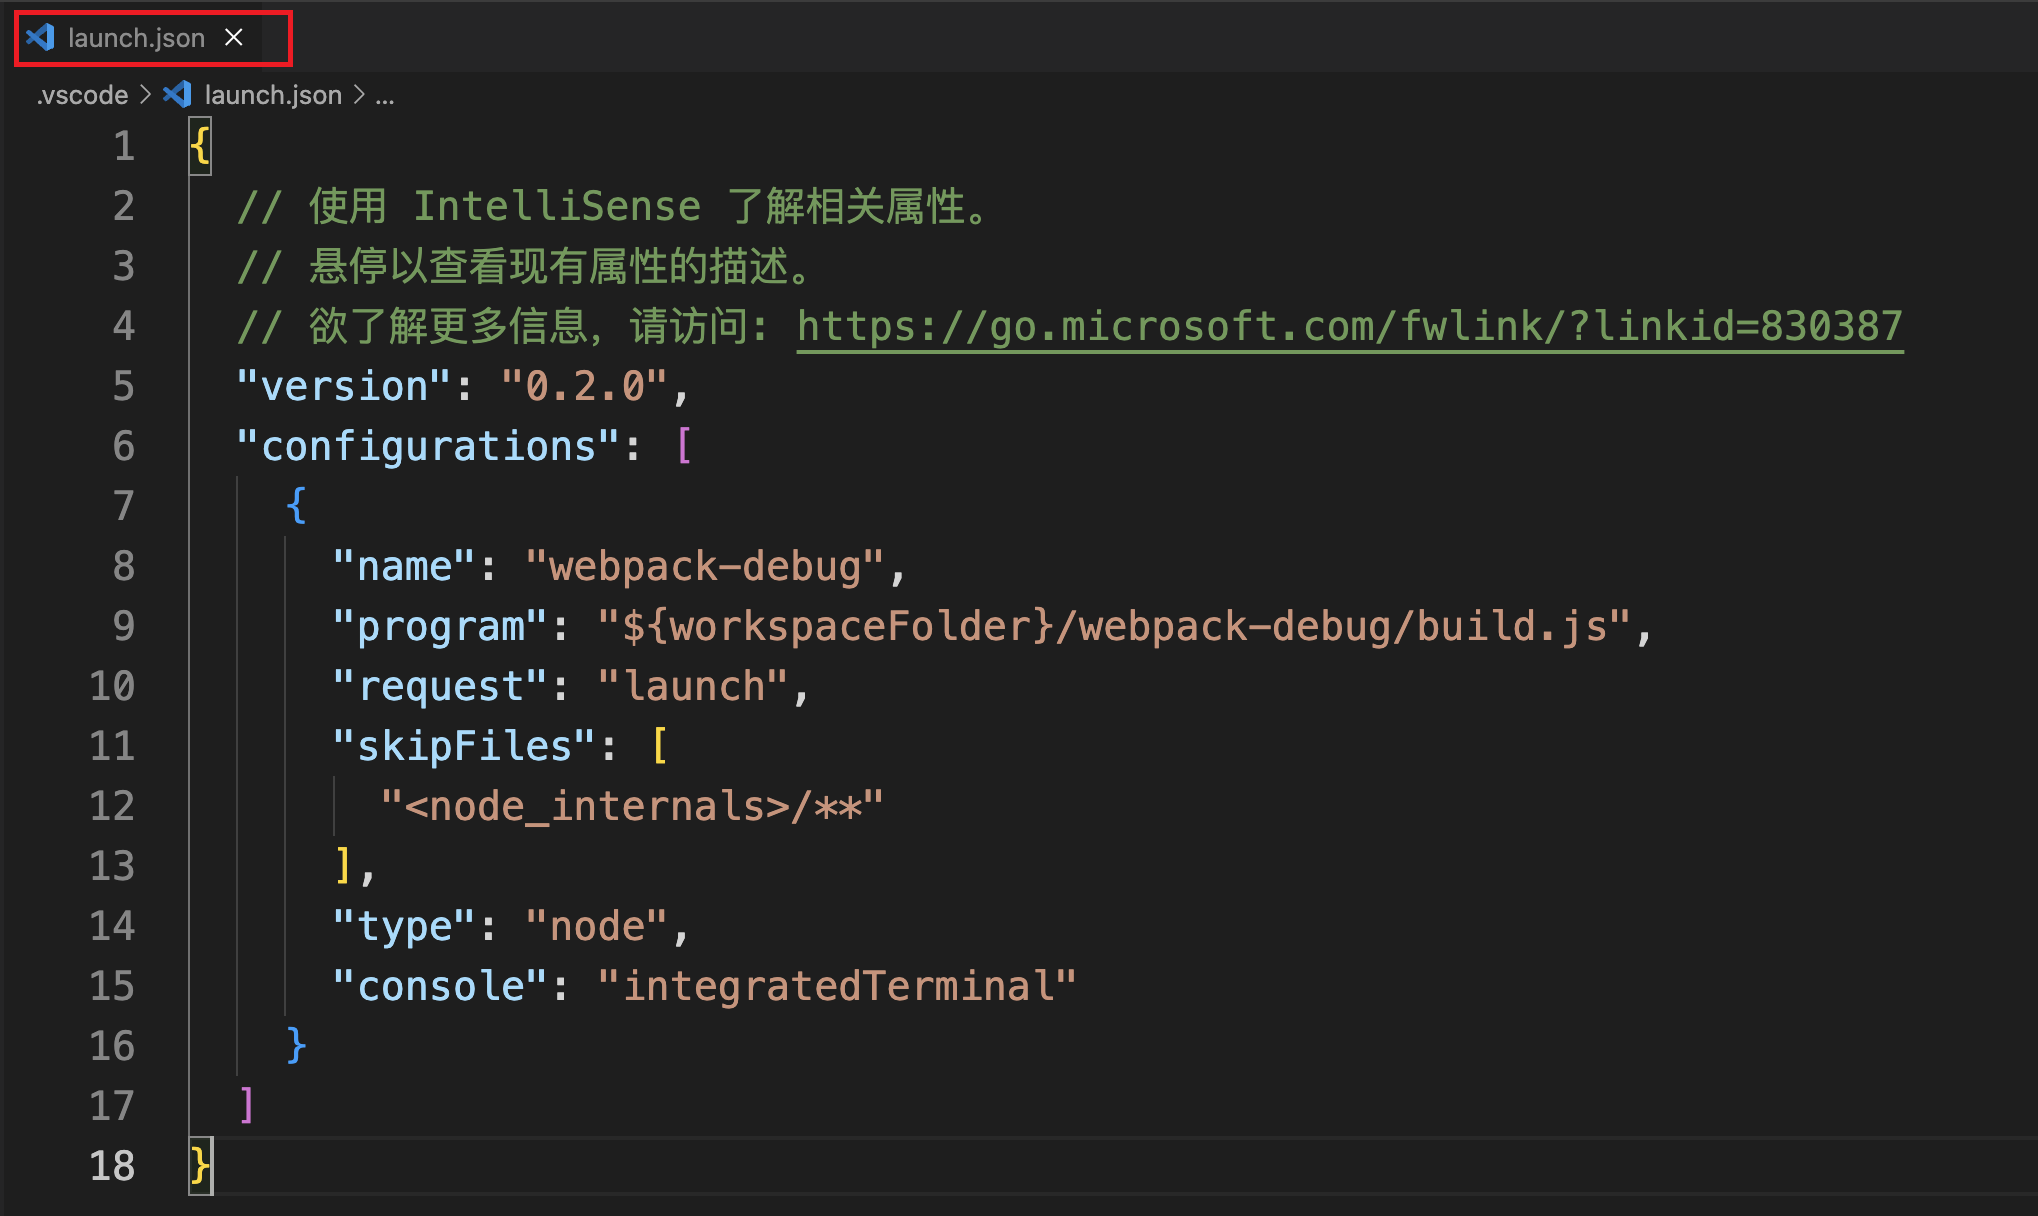 launch.json
.vscode > launch.json > ...
1 {
2 // 使用 IntelliSense 了解相关属性。
3 // 悬停以查看现有属性的描述。
4 // 欲了解更多信息，请访问: https://go.microsoft.com/fwlink/?linkid=830387
5 "version": "0.2.0",
6 "configurations": [
7 {
8 "name": "webpack-debug",
9 "program": "${workspaceFolder}/webpack-debug/build.js",
10 "request": "launch",
11 "skipFiles": [
12 "<node_internals>/**"
13 ],
14 "type": "node",
15 "console": "integratedTerminal"
16 }
17 ]
18 }